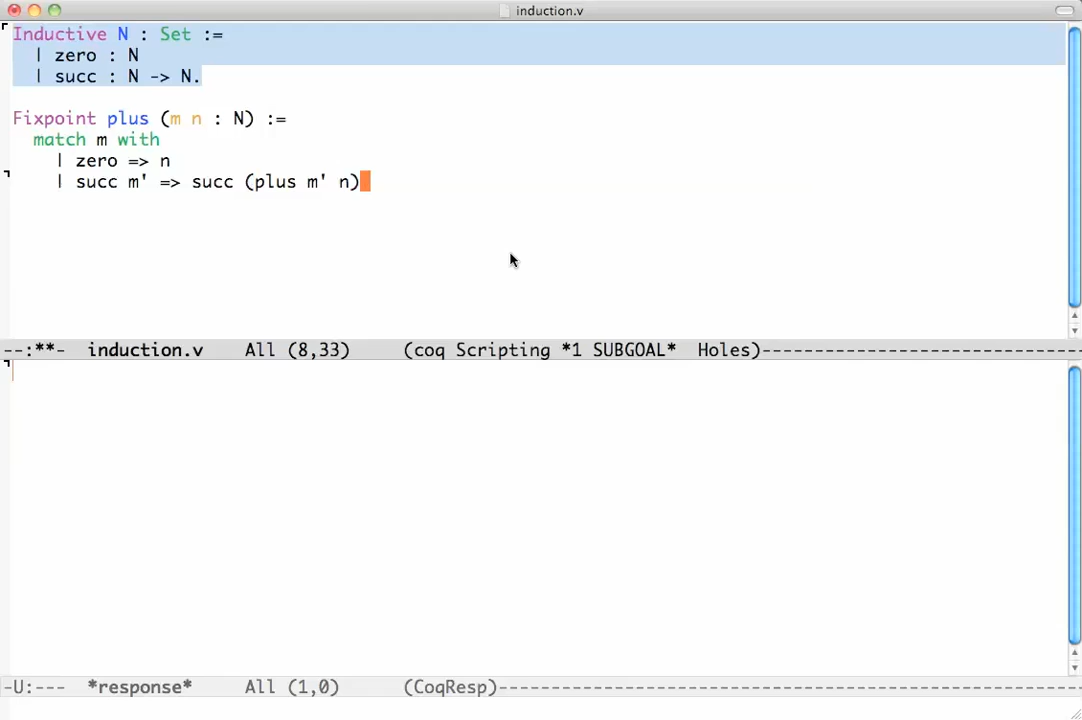 induction.v
Inductive N : Set :=
  | zero : N
  | succ : N -> N.
Fixpoint plus (m n : N) :=
  match m with
    | zero => n
    | succ m' => succ (plus m' n)
--:**-  induction.v    All (8,33)     (coq Scripting *1 SUBGOAL*  Holes)-------------------------------
-U:---  *response*     All (1,0)      (CoqResp)--------------------------------------------------------